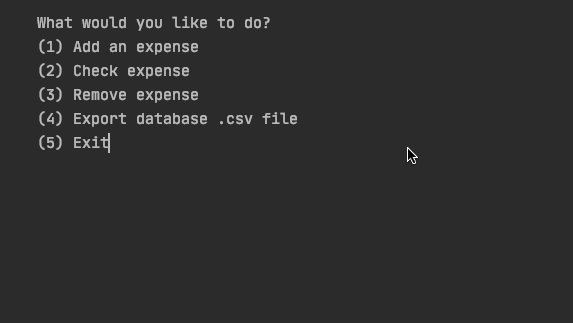 What would you like to do?
(1) Add an expense
(2) Check expense
(3) Remove expense
(4) Export database .csv file
(5) Exit